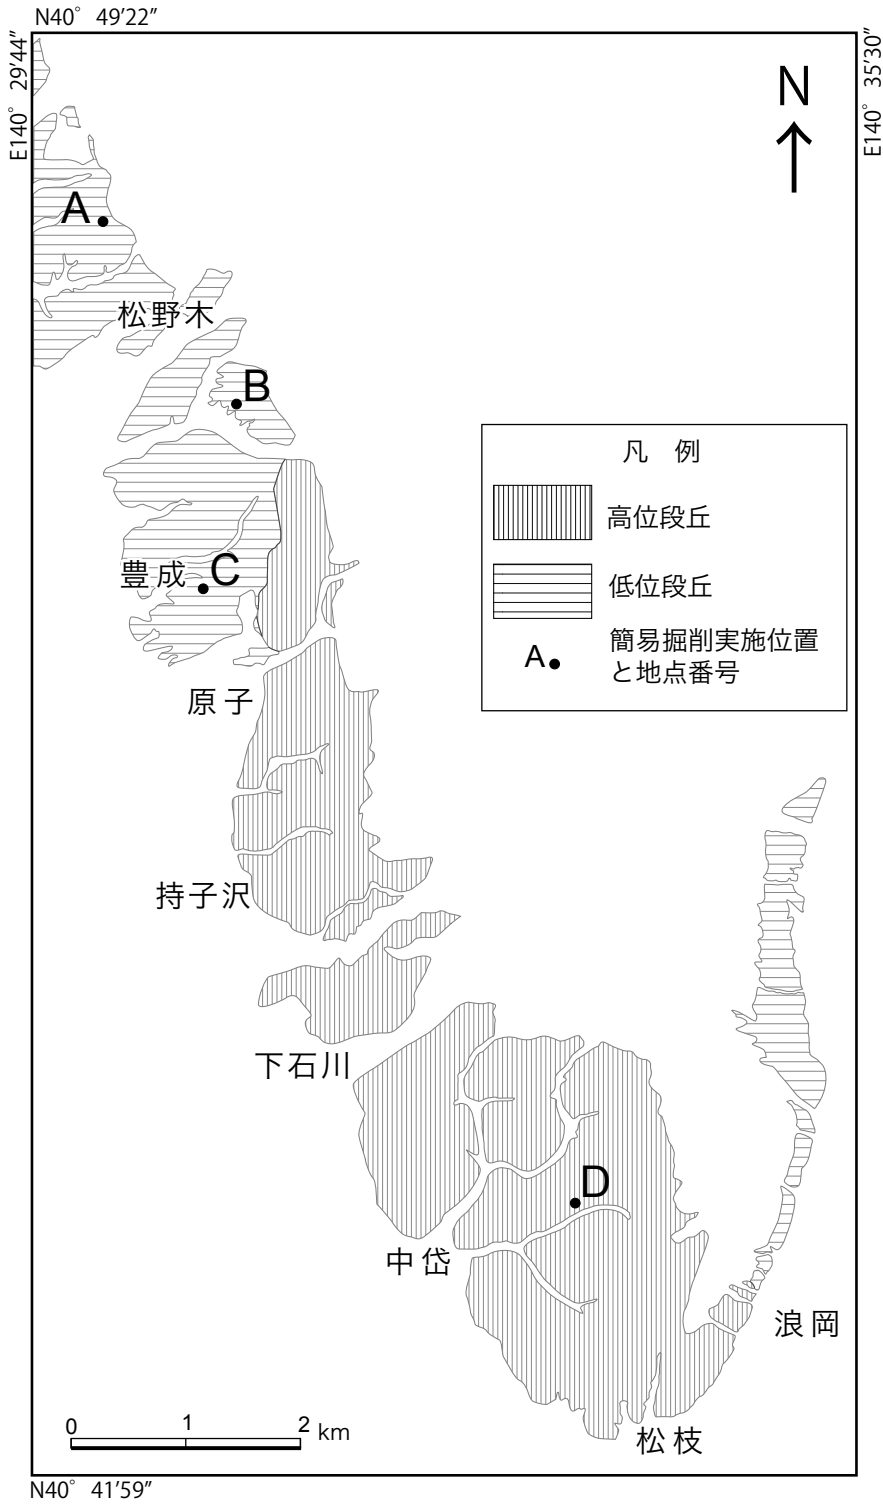 N40°49′22″
E140°29′44″
E140°35′30″
N
A
松野木
B
凡 例
高位段丘
低位段丘
A
簡易掘削実施位置
と地点番号
豊成
C
原子
持子沢
下石川
D
中岱
浪岡
松枝
0 1 2 km
N40°41′59″